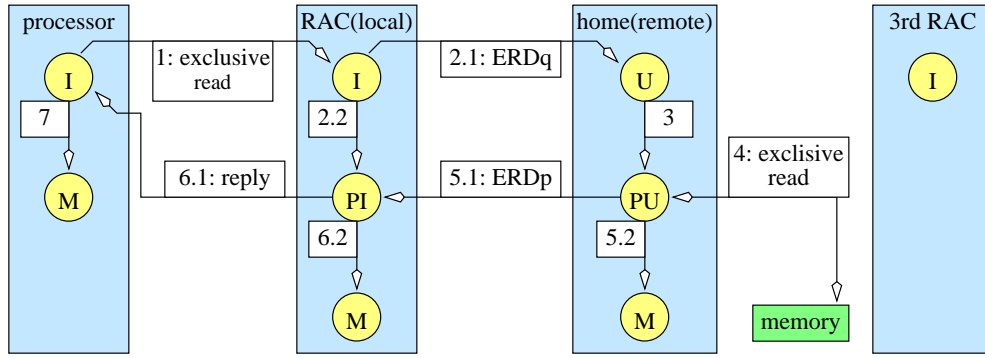 processor
RAC(local)
home(remote)
3rd RAC
1: exclusive
read
2.1: ERDq
I
I
U
I
7
2.2
3
4: exclisive
read
6.1: reply
5.1: ERDp
M
PI
PU
6.2
5.2
M
M
memory